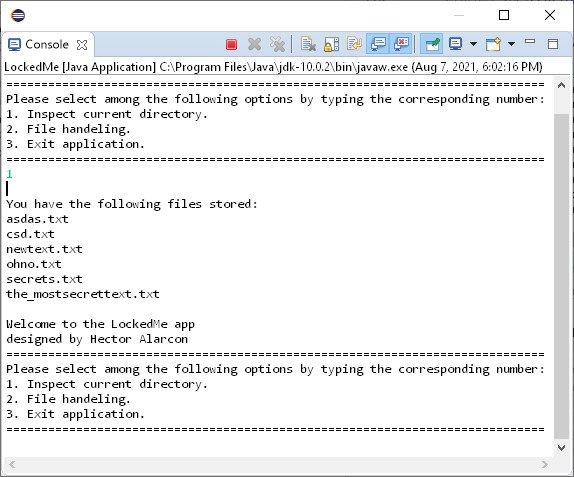 Console
LockedMe [Java Application] C:\Program Files\Java\jdk-10.0.2\bin\javaw.exe (Aug 7, 2021, 6:02:16 PM)
=======================================================================
Please select among the following options by typing the corresponding number:
1. Inspect current directory.
2. File handeling.
3. Exit application.
=======================================================================
1
You have the following files stored:
asdas.txt
csd.txt
newtext.txt
ohno.txt
secrets.txt
the_mostsecrettext.txt
Welcome to the LockedMe app
designed by Hector Alarcon
=======================================================================
Please select among the following options by typing the corresponding number:
1. Inspect current directory.
2. File handeling.
3. Exit application.
=======================================================================